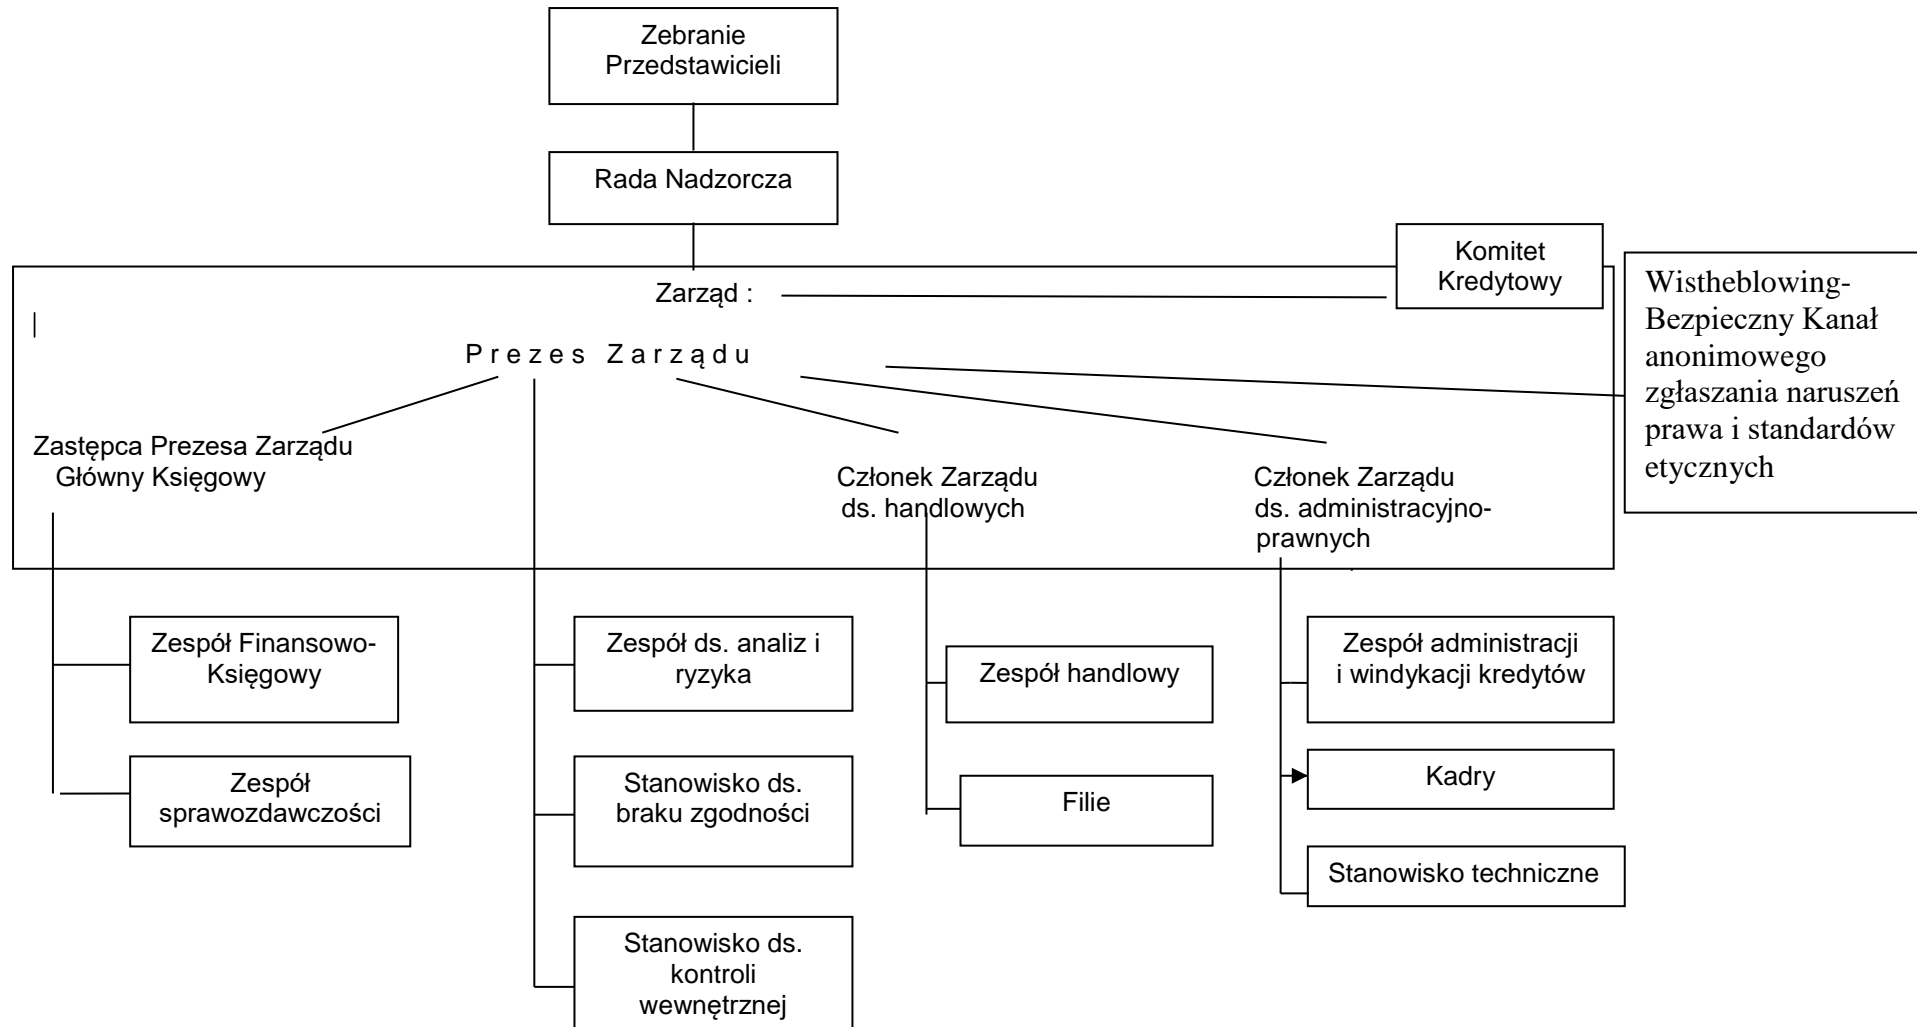 Zebranie
Przedstawicieli
Rada Nadzorcza
Komitet
Kredytowy
Wistheblowing-
Bezpieczny Kanał
anonimowego
zgłaszania naruszeń
prawa i standardów
etycznych
Zarząd :
|
P r e z e s   Z a r z ą d u
Zastępca Prezesa Zarządu
Główny Księgowy
Członek Zarządu
ds. handlowych
Członek Zarządu
ds. administracyjno-
prawnych
Zespół Finansowo-
Księgowy
Zespół
sprawozdawczości
Zespół ds. analiz i
ryzyka
Stanowisko ds.
braku zgodności
Stanowisko ds.
kontroli
wewnętrznej
Zespół handlowy
Filie
Zespół administracji
i windykacji kredytów
Kadry
Stanowisko techniczne